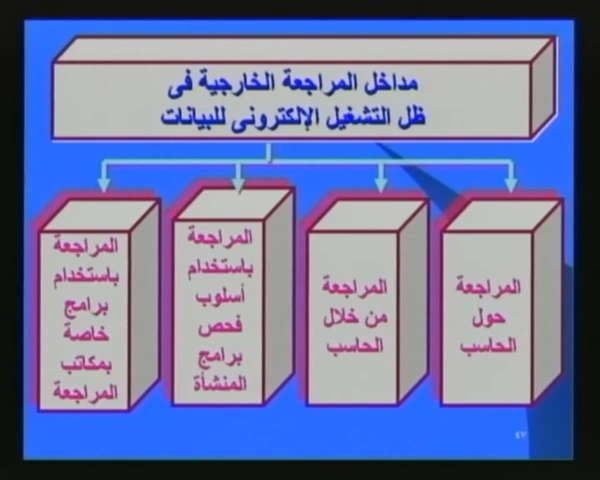 مداخل المراجعة الخارجية فى
ظل التشغيل الإلكترونى للبيانات
المراجعة
حول
الحاسب
المراجعة
من خلال
الحاسب
المراجعة
باستخدام
أسلوب
فحص
برامج
المنشأة
المراجعة
باستخدام
برامج
خاصة
بمكاتب
المراجعة
٤٧